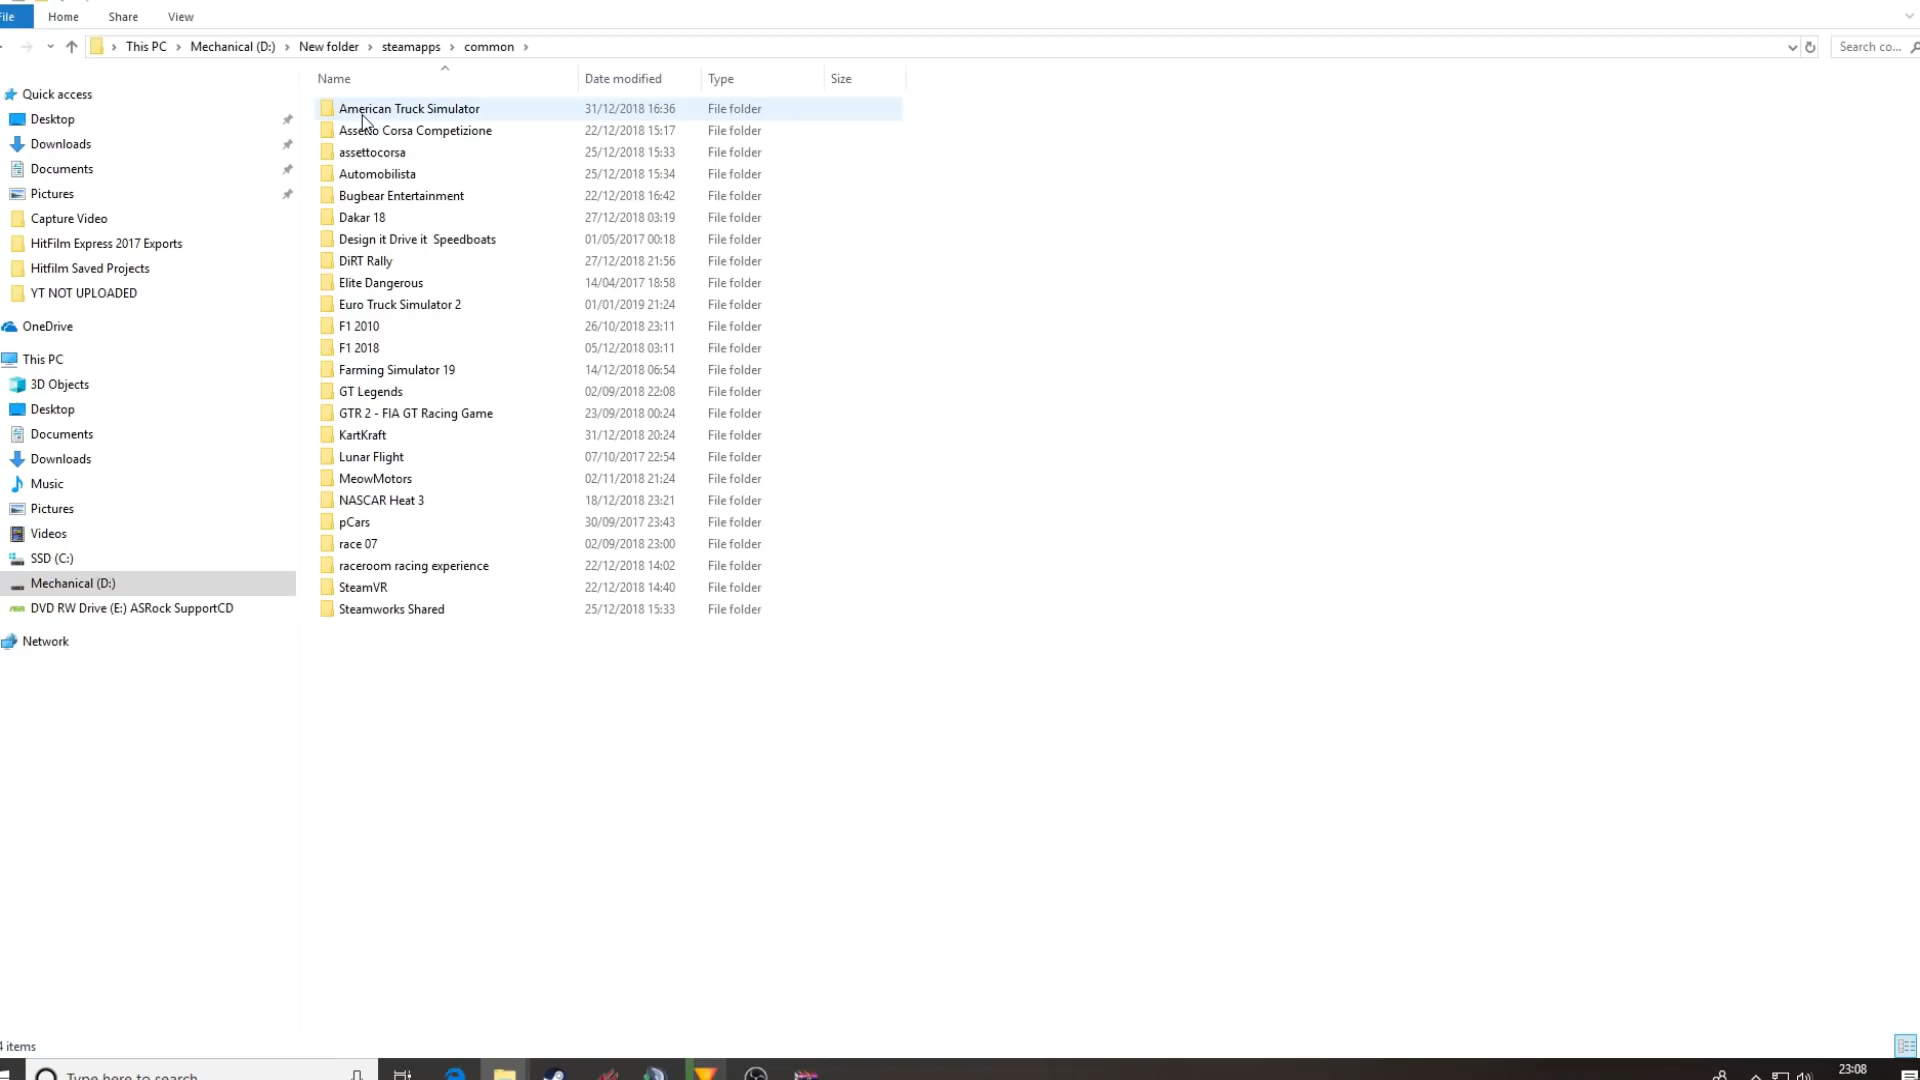 File Home Share View
This PC Mechanical (D:) New folder steamapps common Search co...
Name Date modified Type Size
Quick access
Desktop
Downloads
Documents
Pictures
Capture Video
HitFilm Express 2017 Exports
Hitfilm Saved Projects
YT NOT UPLOADED
OneDrive
This PC
3D Objects
Desktop
Documents
Downloads
Music
Pictures
Videos
SSD (C:)
Mechanical (D:)
DVD RW Drive (E:) ASRock SupportCD
Network
American Truck Simulator 31/12/2018 16:36 File folder
Assetto Corsa Competizione 22/12/2018 15:17 File folder
assettocorsa 25/12/2018 15:33 File folder
Automobilista 25/12/2018 15:34 File folder
Bugbear Entertainment 22/12/2018 16:42 File folder
Dakar 18 27/12/2018 03:19 File folder
Design it Drive it  Speedboats 01/05/2017 00:18 File folder
DiRT Rally 27/12/2018 21:56 File folder
Elite Dangerous 14/04/2017 18:58 File folder
Euro Truck Simulator 2 01/01/2019 21:24 File folder
F1 2010 26/10/2018 23:11 File folder
F1 2018 05/12/2018 03:11 File folder
Farming Simulator 19 14/12/2018 06:54 File folder
GT Legends 02/09/2018 22:08 File folder
GTR 2 - FIA GT Racing Game 23/09/2018 00:24 File folder
KartKraft 31/12/2018 20:24 File folder
Lunar Flight 07/10/2017 22:54 File folder
MeowMotors 02/11/2018 21:24 File folder
NASCAR Heat 3 18/12/2018 23:21 File folder
pCars 30/09/2017 23:43 File folder
race 07 02/09/2018 23:00 File folder
raceroom racing experience 22/12/2018 14:02 File folder
SteamVR 22/12/2018 14:40 File folder
Steamworks Shared 25/12/2018 15:33 File folder
4 items
Type here to search
23:08